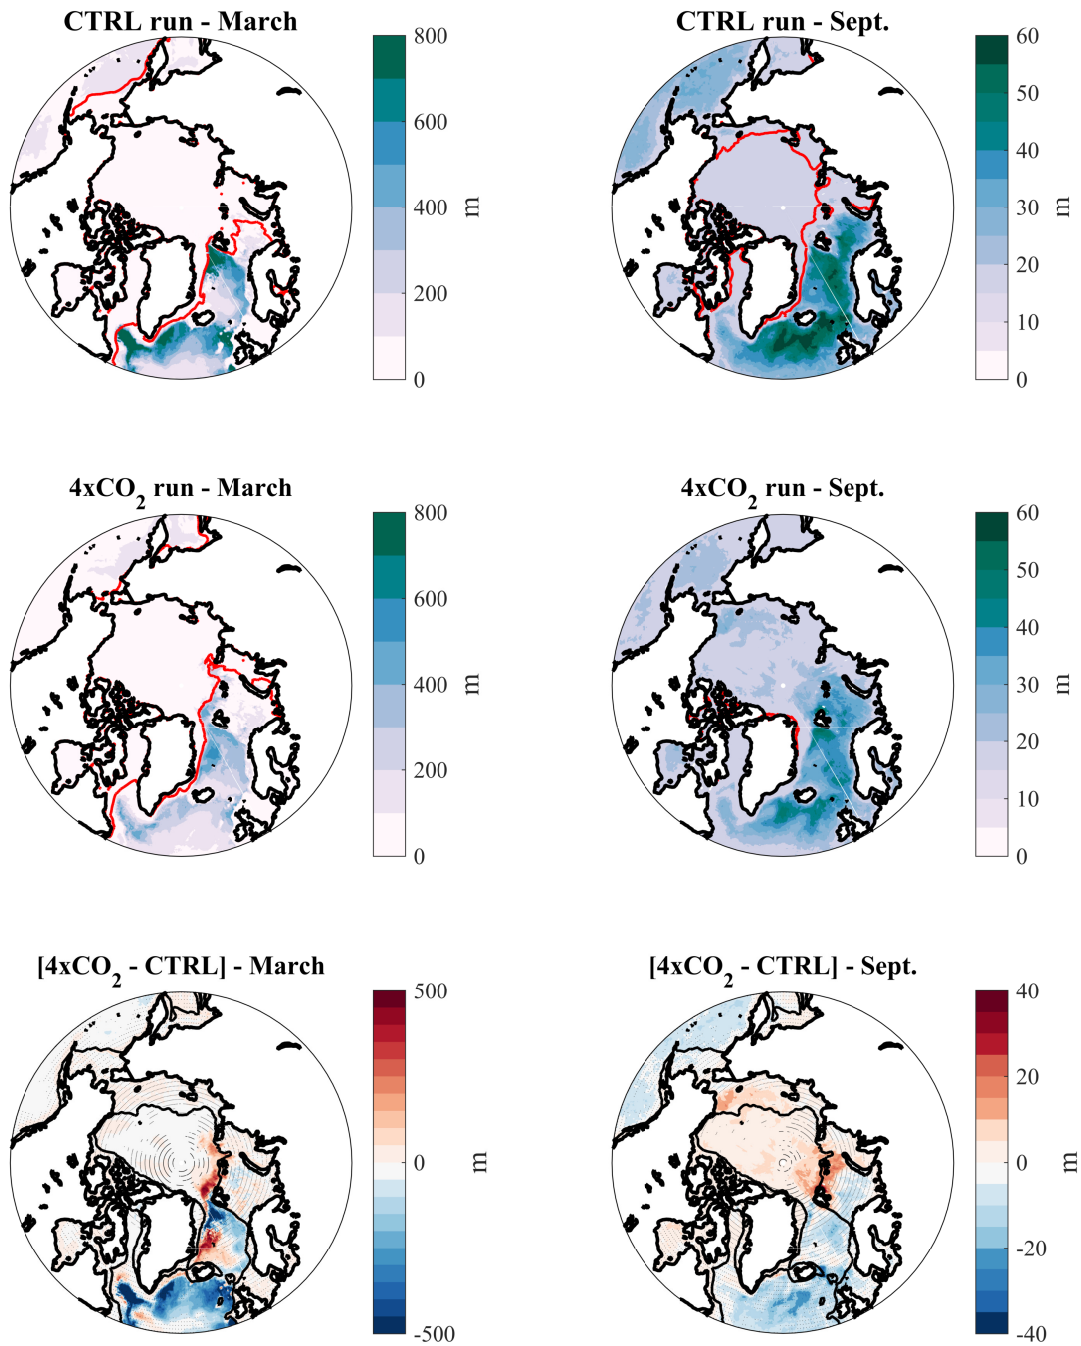 CTRL run - March
800
600
400
200
0
m
CTRL run - Sept.
60
50
40
30
20
10
0
m
4xCO2 run - March
800
600
400
200
0
m
4xCO2 run - Sept.
60
50
40
30
20
10
0
m
[4xCO2 - CTRL] - March
500
0
-500
m
[4xCO2 - CTRL] - Sept.
40
20
0
-20
-40
m